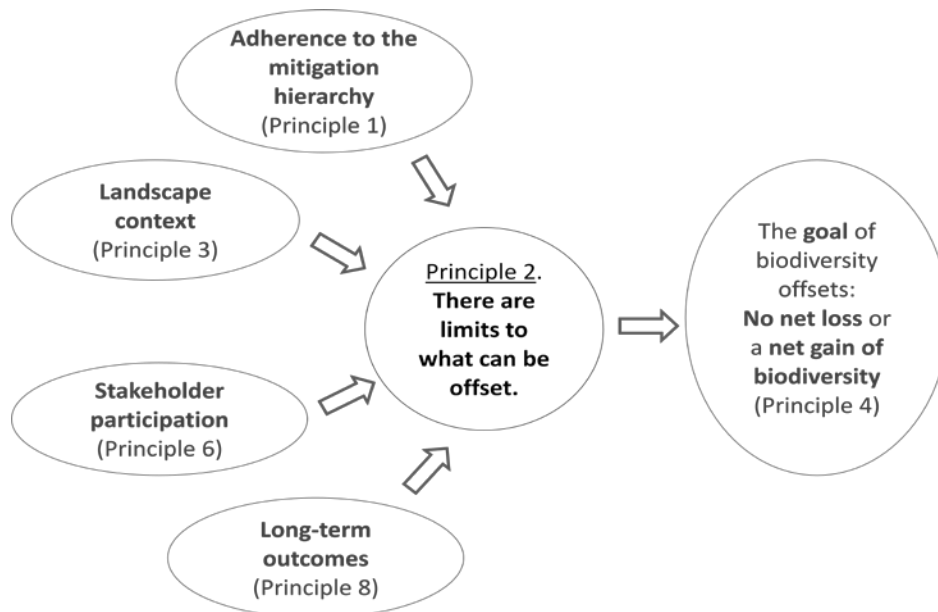 Adherence to the
mitigation
hierarchy
(Principle 1)
Landscape
context
(Principle 3)
Principle 2.
There are
limits to
what can be
offset.
The goal of
biodiversity
offsets:
No net loss or
a net gain of
biodiversity
(Principle 4)
Stakeholder
participation
(Principle 6)
Long-term
outcomes
(Principle 8)